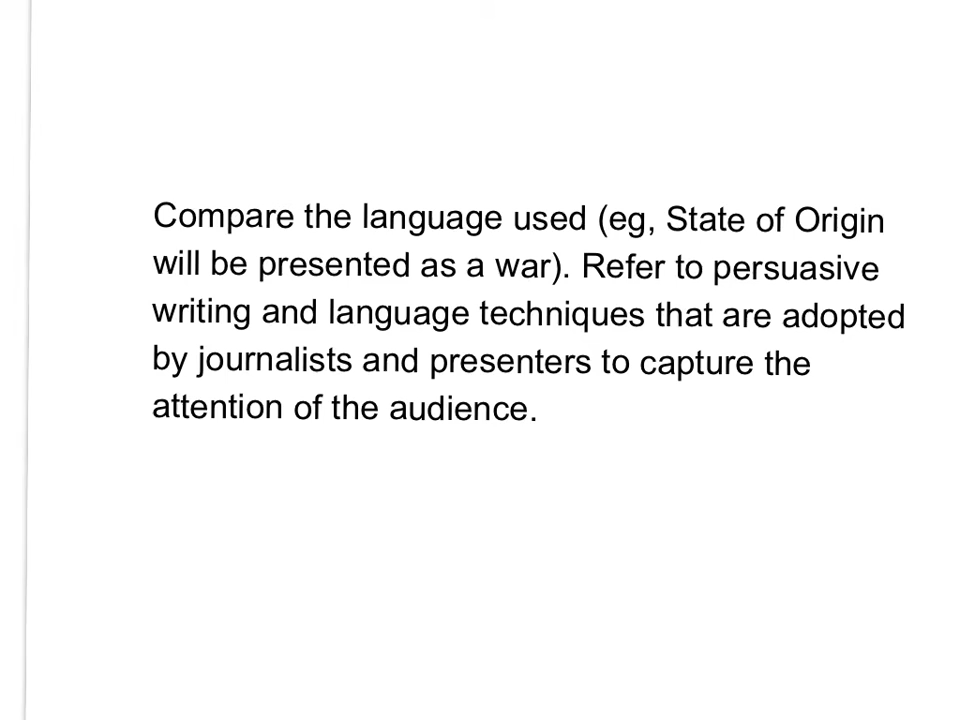 Compare the language used (eg, State of Origin
will be presented as a war). Refer to persuasive
writing and language techniques that are adopted
by journalists and presenters to capture the
attention of the audience.